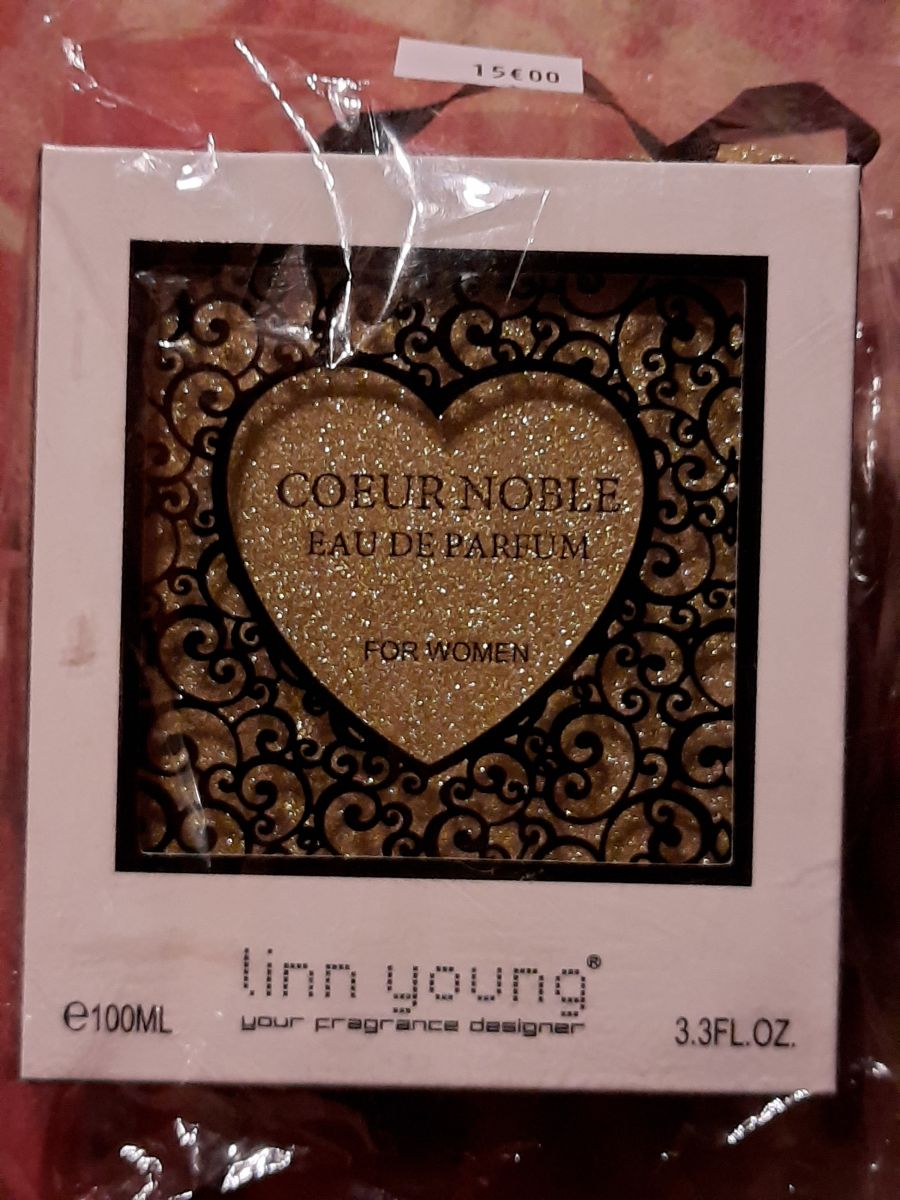 15€00
COEUR NOBLE
EAU DE PARFUM
FOR WOMEN
linn young®
your fragrance designer
℮100ML
3.3FL.OZ.